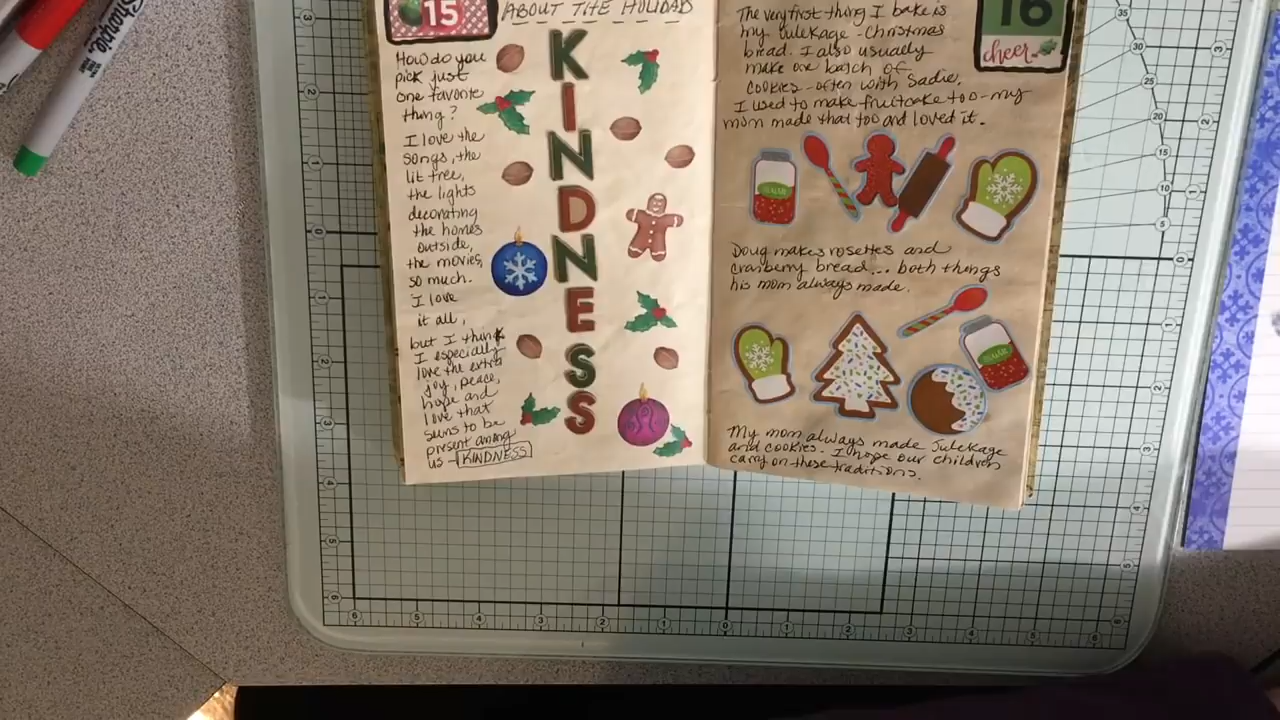 15
ABOUT THE HOLIDAYS
How do you
pick just
one favorite
thing?
I love the
songs, the
lit tree,
the lights
decorating
the homes
outside,
the movies,
so much.
I love
it all,
but I think
I especially
love the extra
joy, peace,
hope and
love that
seems to be
present among
us - KINDNESS
KINDNESS
The very first thing I bake is
my Julekage - Christmas
bread. I also usually
make one batch of
cookies - often with Sadie,
I used to make fruitcake too - my
mom made that too and loved it.
16
cheer
Doug makes rosettes and
cranberry bread... both things
his mom always made.
My mom always made Julekage
and cookies. I hope our children
carry on these traditions.
Sharpie